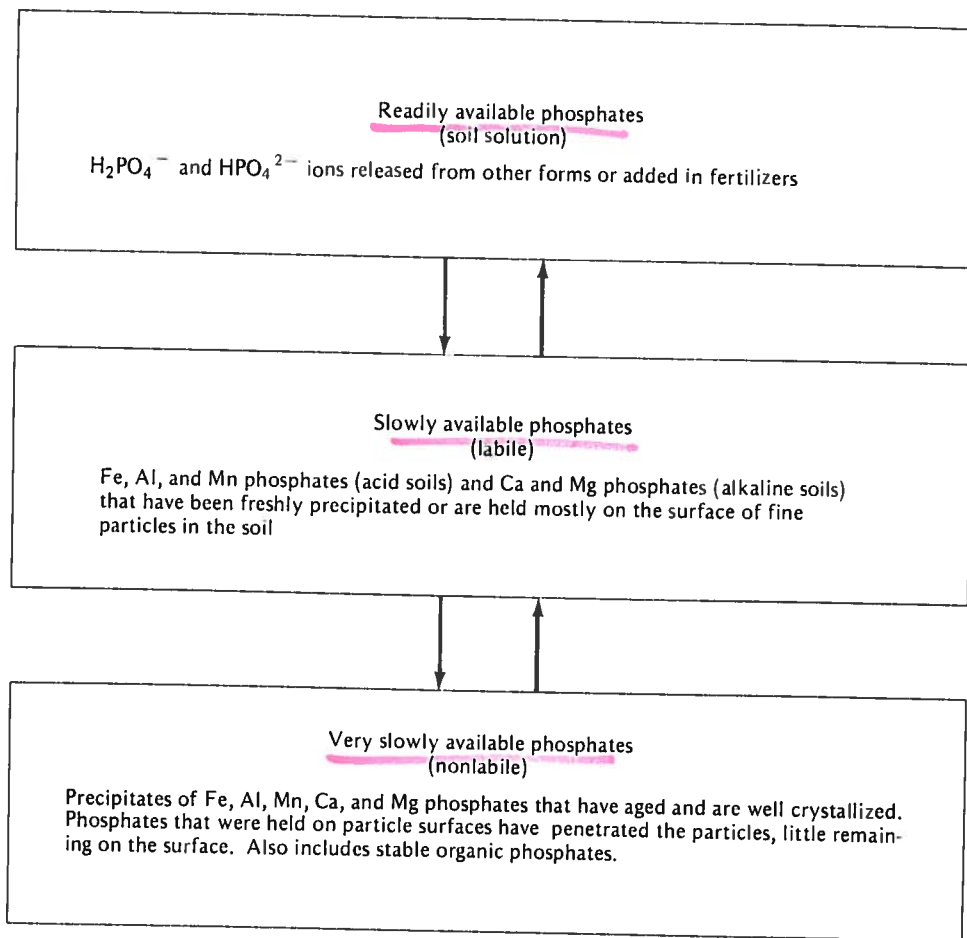 Readily available phosphates
(soil solution)
H₂PO₄⁻ and HPO₄²⁻ ions released from other forms or added in fertilizers
Slowly available phosphates
(labile)
Fe, Al, and Mn phosphates (acid soils) and Ca and Mg phosphates (alkaline soils)
that have been freshly precipitated or are held mostly on the surface of fine
particles in the soil
Very slowly available phosphates
(nonlabile)
Precipitates of Fe, Al, Mn, Ca, and Mg phosphates that have aged and are well crystallized.
Phosphates that were held on particle surfaces have penetrated the particles, little remain-
ing on the surface. Also includes stable organic phosphates.